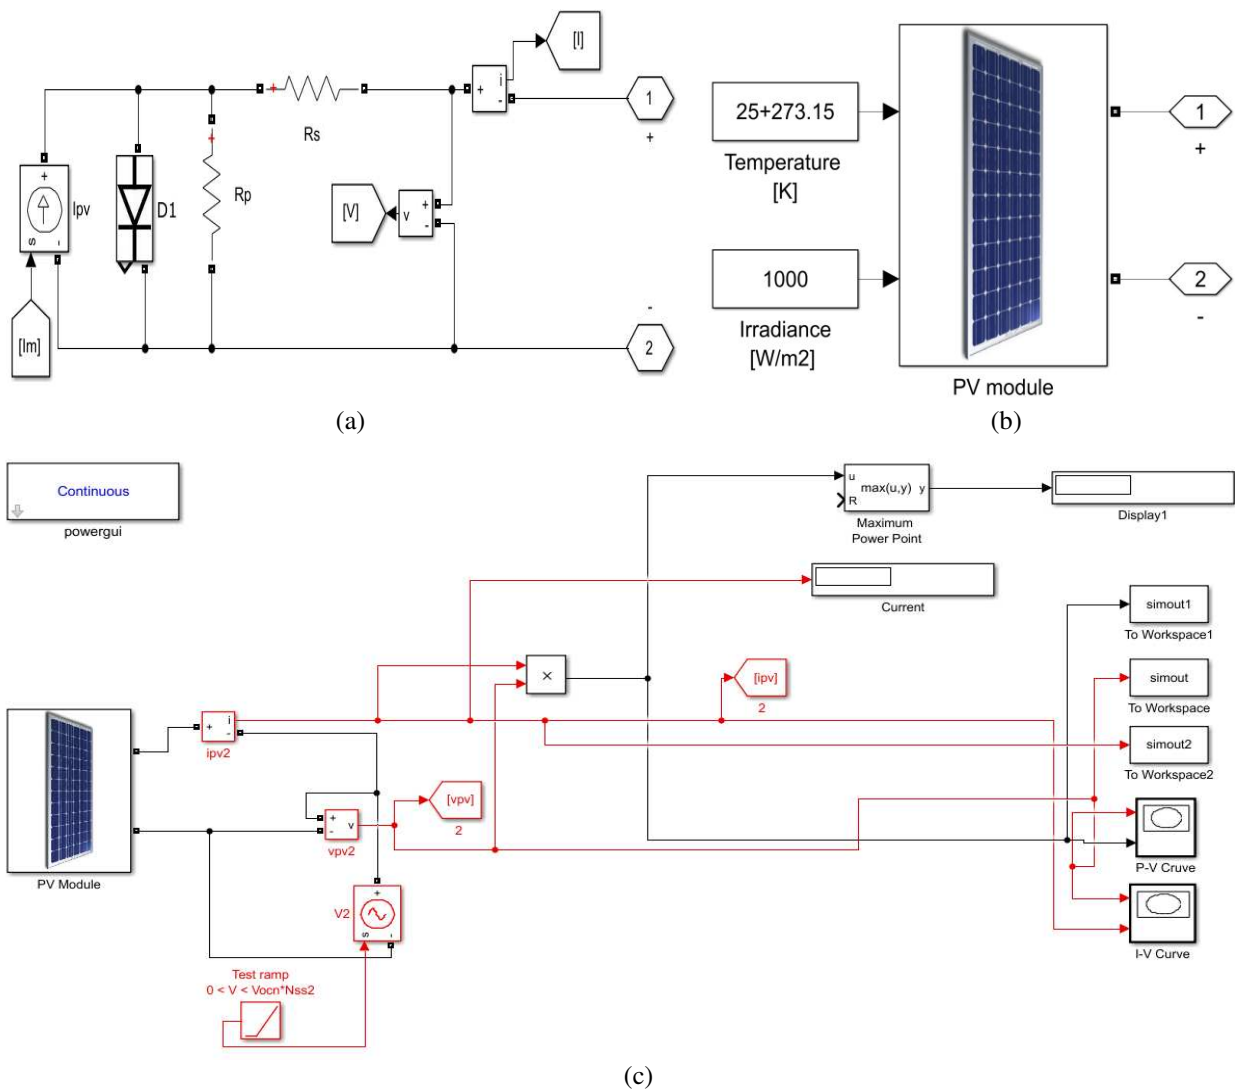 [I]
i
+
-
1
+
Rs
+
Ipv
s
-
D1
Rp
[V]
v
+
-
[Im]
-
2
(a)
25+273.15
Temperature
[K]
1000
Irradiance
[W/m2]
PV module
1
+
2
-
(b)
Continuous
powergui
u
R
max(u,y)
y
Maximum
Power Point
Display1
Current
simout1
To Workspace1
simout
To Workspace
simout2
To Workspace2
×
[ipv]
2
PV Module
+
i
-
ipv2
[vpv]
2
+
-
v
vpv2
V2
+
s
-
Test ramp
0 < V < Vocn*Nss2
P-V Cruve
I-V Curve
(c)